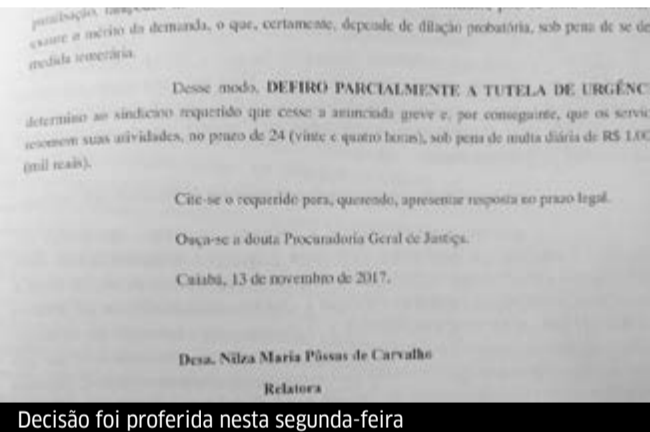 exame o mérito da demanda, o que, certamente, depende de dilação probatória, sob pena de se
medida temerária.
Desse modo, DEFIRO PARCIALMENTE A TUTELA DE URGÊNC
determino ao sindicato requerido que cesse a anunciada greve e, por conseguinte, que os servi
retomem suas atividades, no prazo de 24 (vinte e quatro horas), sob pena de multa diária de R$ 1.0
(mil reais).
Cite-se o requerido para, querendo, apresentar resposta no prazo legal.
Ouça-se a douta Procuradoria Geral de Justiça.
Cuiabá, 13 de novembro de 2017.
Desa. Nilza Maria Pôssas de Carvalho
Relatora
Decisão foi proferida nesta segunda-feira